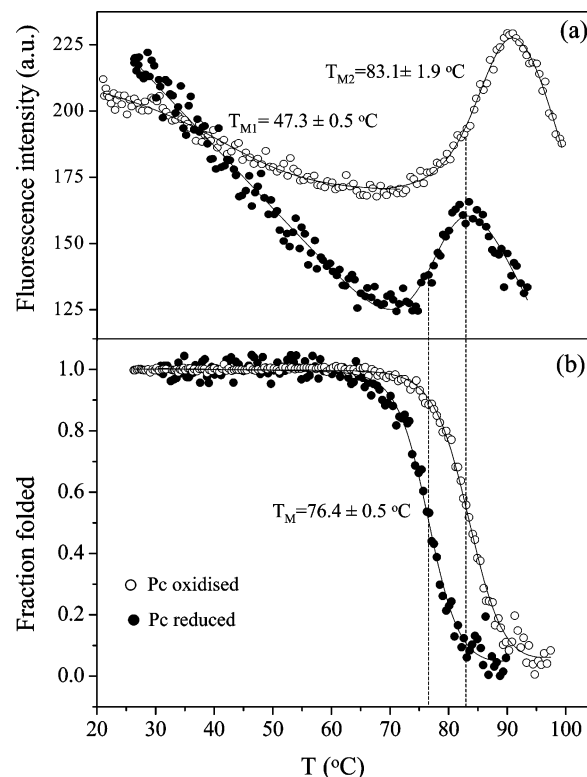 (a)
Fluorescence intensity (a.u.)
225
200
175
150
125
T_M2=83.1± 1.9 °C
T_M1= 47.3 ± 0.5 °C
(b)
Fraction folded
1.0
0.8
0.6
0.4
0.2
0.0
T_M=76.4 ± 0.5 °C
Pc oxidised
Pc reduced
20 30 40 50 60 70 80 90 100
T (°C)